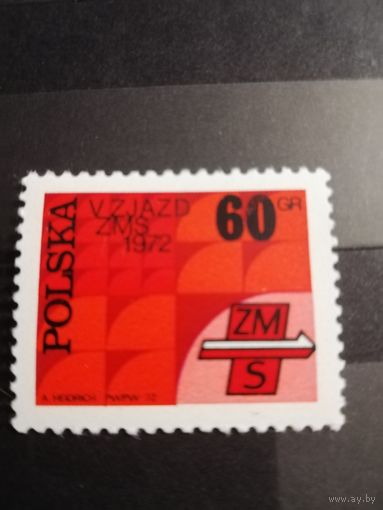 POLSKA
V ZJAZD
ZMS
1972
60 GR
ZM
S
A. HEIDRICH PWPW 72
www.ay.by